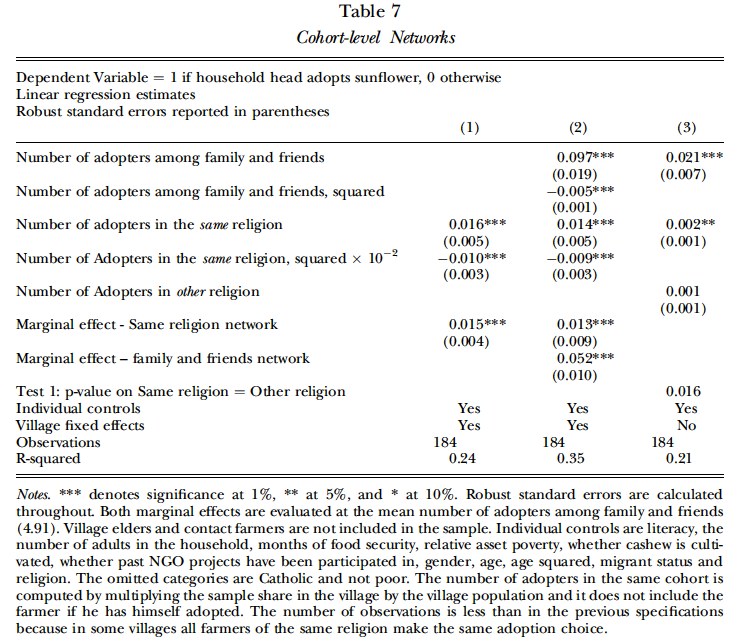 Table 7
Cohort-level Networks
Dependent Variable = 1 if household head adopts sunflower, 0 otherwise
Linear regression estimates
Robust standard errors reported in parentheses
(1) (2) (3)
Number of adopters among family and friends 0.097*** 0.021***
(0.019) (0.007)
Number of adopters among family and friends, squared −0.005***
(0.001)
Number of adopters in the same religion 0.016*** 0.014*** 0.002**
(0.005) (0.005) (0.001)
Number of Adopters in the same religion, squared × 10⁻² −0.010*** −0.009***
(0.003) (0.003)
Number of Adopters in other religion 0.001
(0.001)
Marginal effect - Same religion network 0.015*** 0.013***
(0.004) (0.009)
Marginal effect – family and friends network 0.052***
(0.010)
Test 1: p-value on Same religion = Other religion 0.016
Individual controls Yes Yes Yes
Village fixed effects Yes Yes No
Observations 184 184 184
R-squared 0.24 0.35 0.21
Notes. *** denotes significance at 1%, ** at 5%, and * at 10%. Robust standard errors are calculated
throughout. Both marginal effects are evaluated at the mean number of adopters among family and friends
(4.91). Village elders and contact farmers are not included in the sample. Individual controls are literacy, the
number of adults in the household, months of food security, relative asset poverty, whether cashew is culti-
vated, whether past NGO projects have been participated in, gender, age, age squared, migrant status and
religion. The omitted categories are Catholic and not poor. The number of adopters in the same cohort is
computed by multiplying the sample share in the village by the village population and it does not include the
farmer if he has himself adopted. The number of observations is less than in the previous specifications
because in some villages all farmers of the same religion make the same adoption choice.